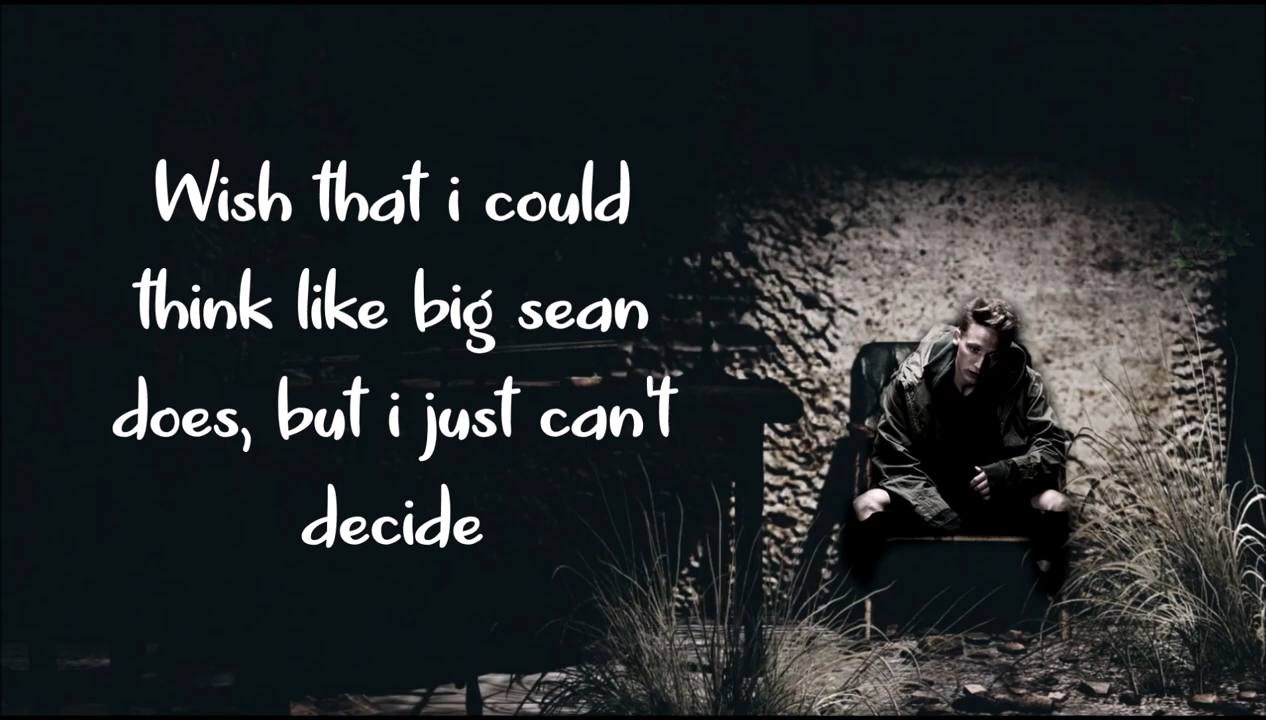 Wish that i could
think like big sean
does, but i just can't
decide